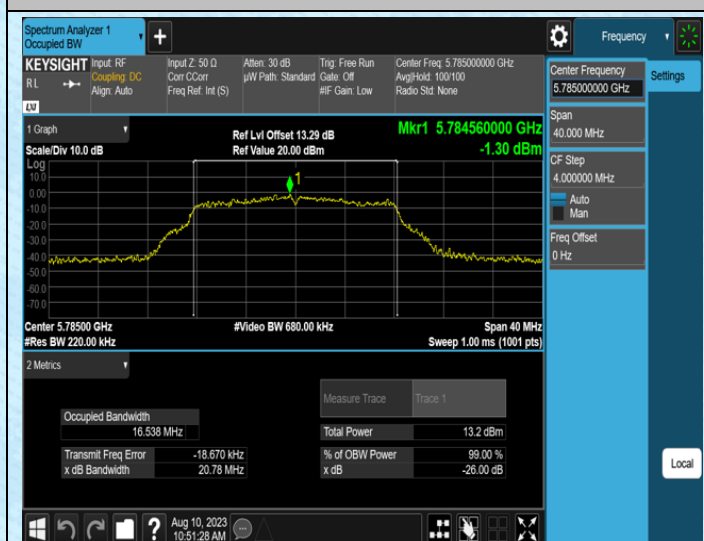 Spectrum Analyzer 1
Occupied BW
+
Frequency
KEYSIGHT
RL
LXI
Input: RF
Coupling: DC
Align: Auto
Input Z: 50 Ω
Corr CCorr
Freq Ref: Int (S)
Atten: 30 dB
µW Path: Standard
Trig: Free Run
Gate: Off
#IF Gain: Low
Center Freq: 5.785000000 GHz
Avg|Hold: 100/100
Radio Std: None
Center Frequency
5.785000000 GHz
Settings
Span
40.000 MHz
CF Step
4.000000 MHz
Auto
Man
Freq Offset
0 Hz
1 Graph
Scale/Div 10.0 dB
Ref Lvl Offset 13.29 dB
Ref Value 20.00 dBm
Mkr1 5.784560000 GHz
-1.30 dBm
Log
10.0
0.00
-10.0
-20.0
-30.0
-40.0
-50.0
-60.0
-70.0
1
Center 5.78500 GHz
#Res BW 220.00 kHz
#Video BW 680.00 kHz
Span 40 MHz
Sweep 1.00 ms (1001 pts)
2 Metrics
Measure Trace
Trace 1
Occupied Bandwidth
16.538 MHz
Total Power
13.2 dBm
Transmit Freq Error
-18.670 kHz
% of OBW Power
99.00 %
x dB Bandwidth
20.78 MHz
x dB
-26.00 dB
Local
?
Aug 10, 2023
10:51:28 AM